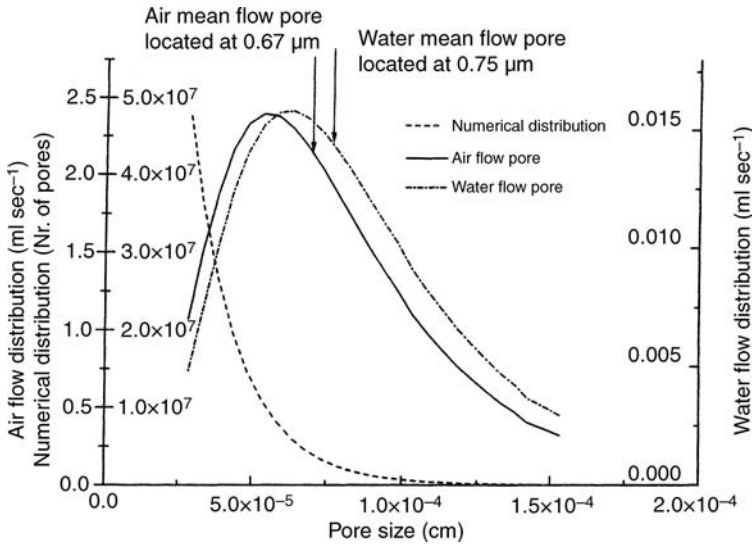 Air mean flow pore
located at 0.67 µm
Water mean flow pore
located at 0.75 µm
Numerical distribution
Air flow pore
Water flow pore
Air flow distribution (ml sec⁻¹)
Numerical distribution (Nr. of pores)
2.5
2.0
1.5
1.0
0.5
0.0
5.0×10⁷
4.0×10⁷
3.0×10⁷
2.0×10⁷
1.0×10⁷
0.015
0.010
0.005
0.000
Water flow distribution (ml sec⁻¹)
0.0
5.0×10⁻⁵
1.0×10⁻⁴
1.5×10⁻⁴
2.0×10⁻⁴
Pore size (cm)